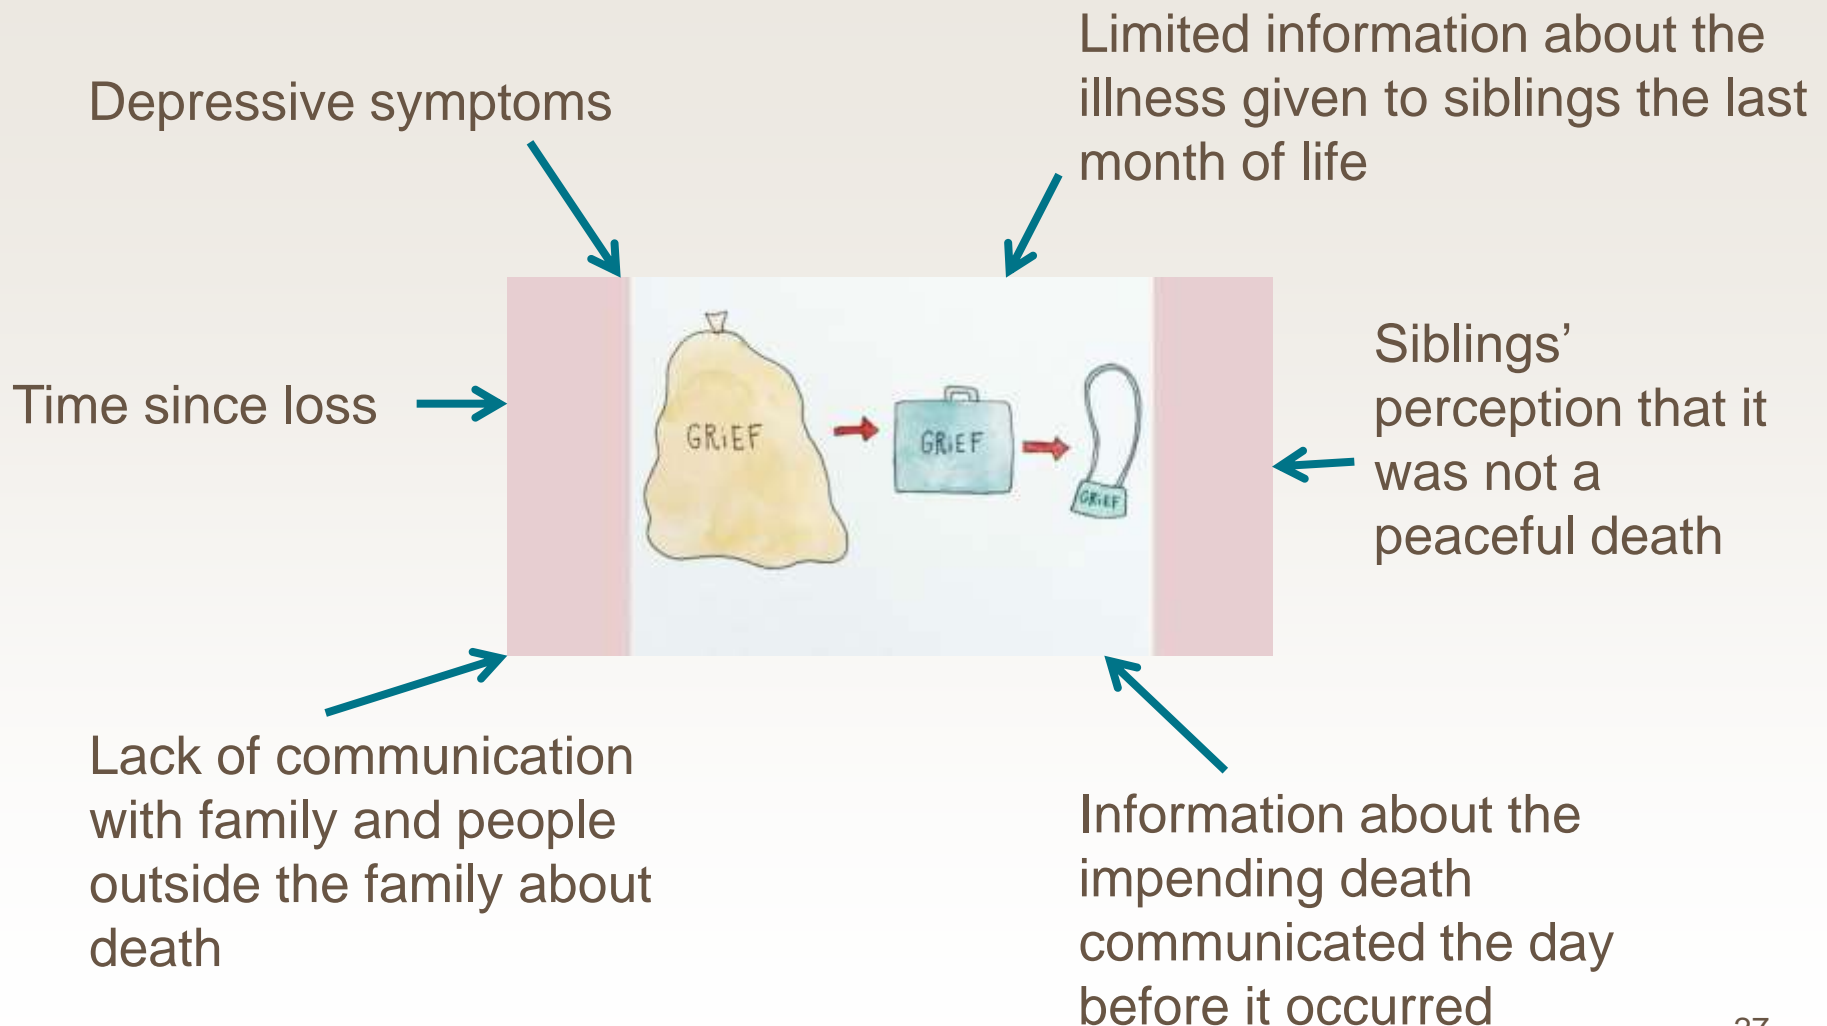 Depressive symptoms
Limited information about the
illness given to siblings the last
month of life
Time since loss
GRiEF
GRiEF
GRiEF
Siblings’
perception that it
was not a
peaceful death
Lack of communication
with family and people
outside the family about
death
Information about the
impending death
communicated the day
before it occurred